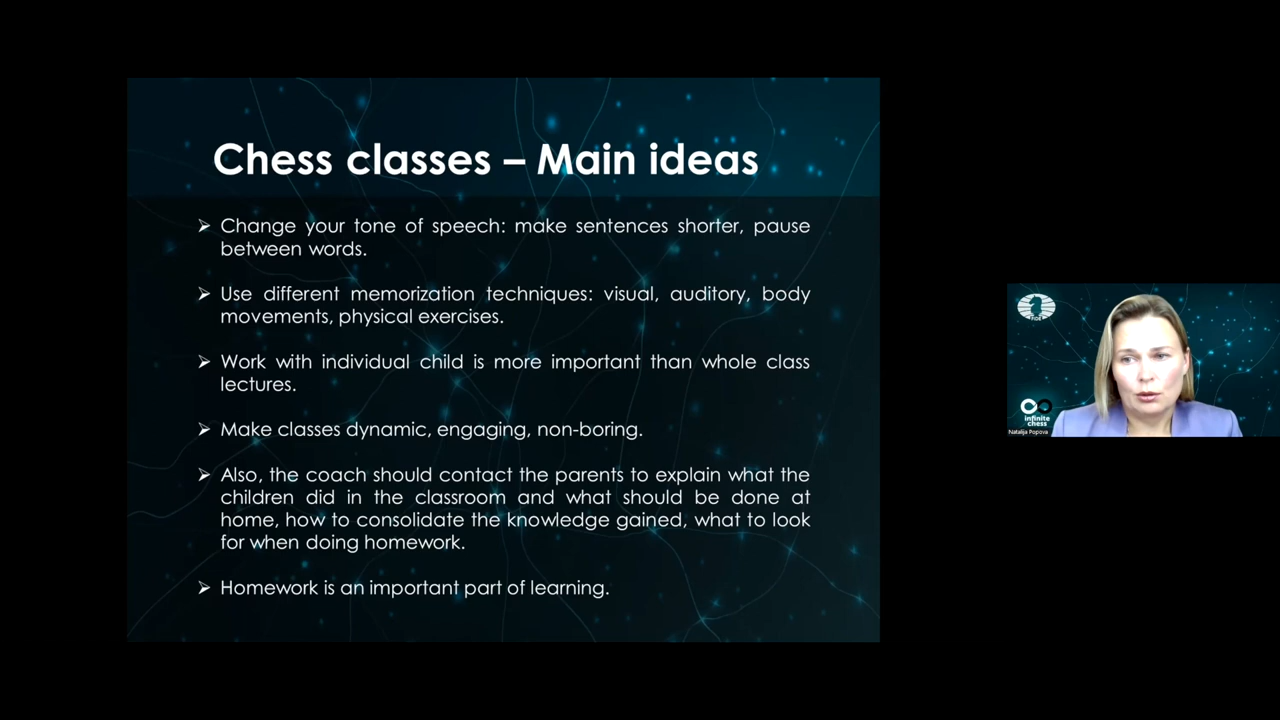 Chess classes – Main ideas
➢ Change your tone of speech: make sentences shorter, pause
between words.
➢ Use different memorization techniques: visual, auditory, body
movements, physical exercises.
➢ Work with individual child is more important than whole class
lectures.
➢ Make classes dynamic, engaging, non-boring.
➢ Also, the coach should contact the parents to explain what the
children did in the classroom and what should be done at
home, how to consolidate the knowledge gained, what to look
for when doing homework.
➢ Homework is an important part of learning.
infinite
chess
Natalija Popova